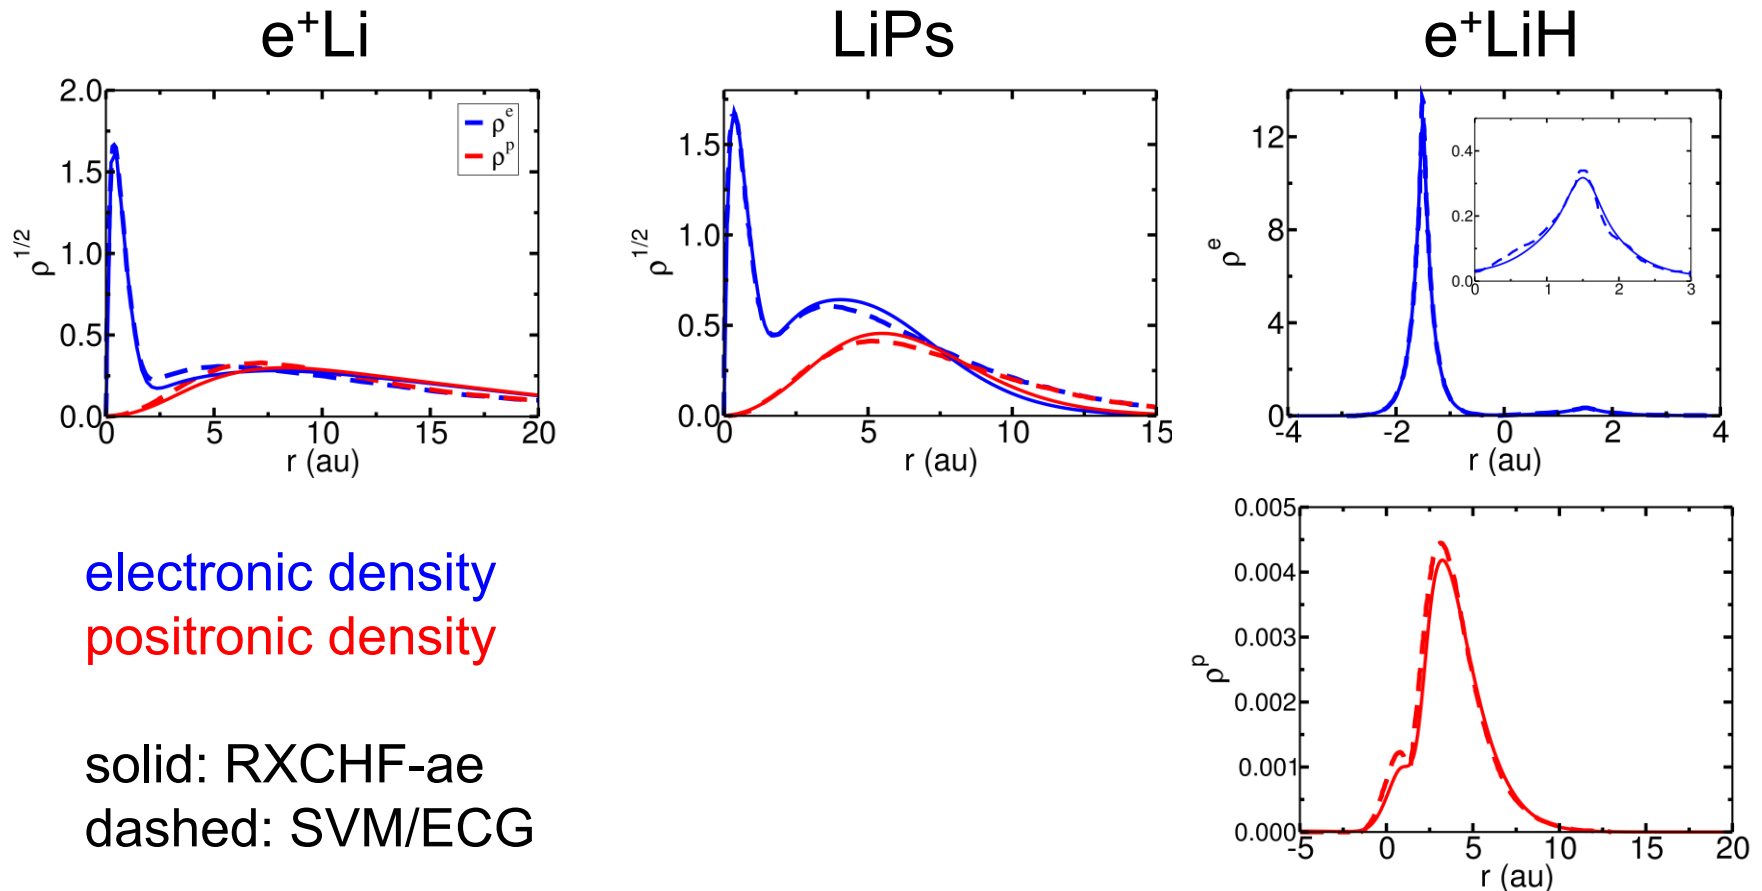 e⁺Li
LiPs
e⁺LiH
2.0
1.5
1.0
0.5
0.0
ρ^1/2
0 5 10 15 20
r (au)
ρ^e
ρ^p
1.5
1.0
0.5
0.0
ρ^1/2
0 5 10 15
r (au)
12
8
4
0
ρ^e
-4 -2 0 2 4
r (au)
0.4
0.2
0.0
0 1 2 3
electronic density
positronic density
solid: RXCHF-ae
dashed: SVM/ECG
0.005
0.004
0.003
0.002
0.001
0.000
ρ^p
-5 0 5 10 15 20
r (au)